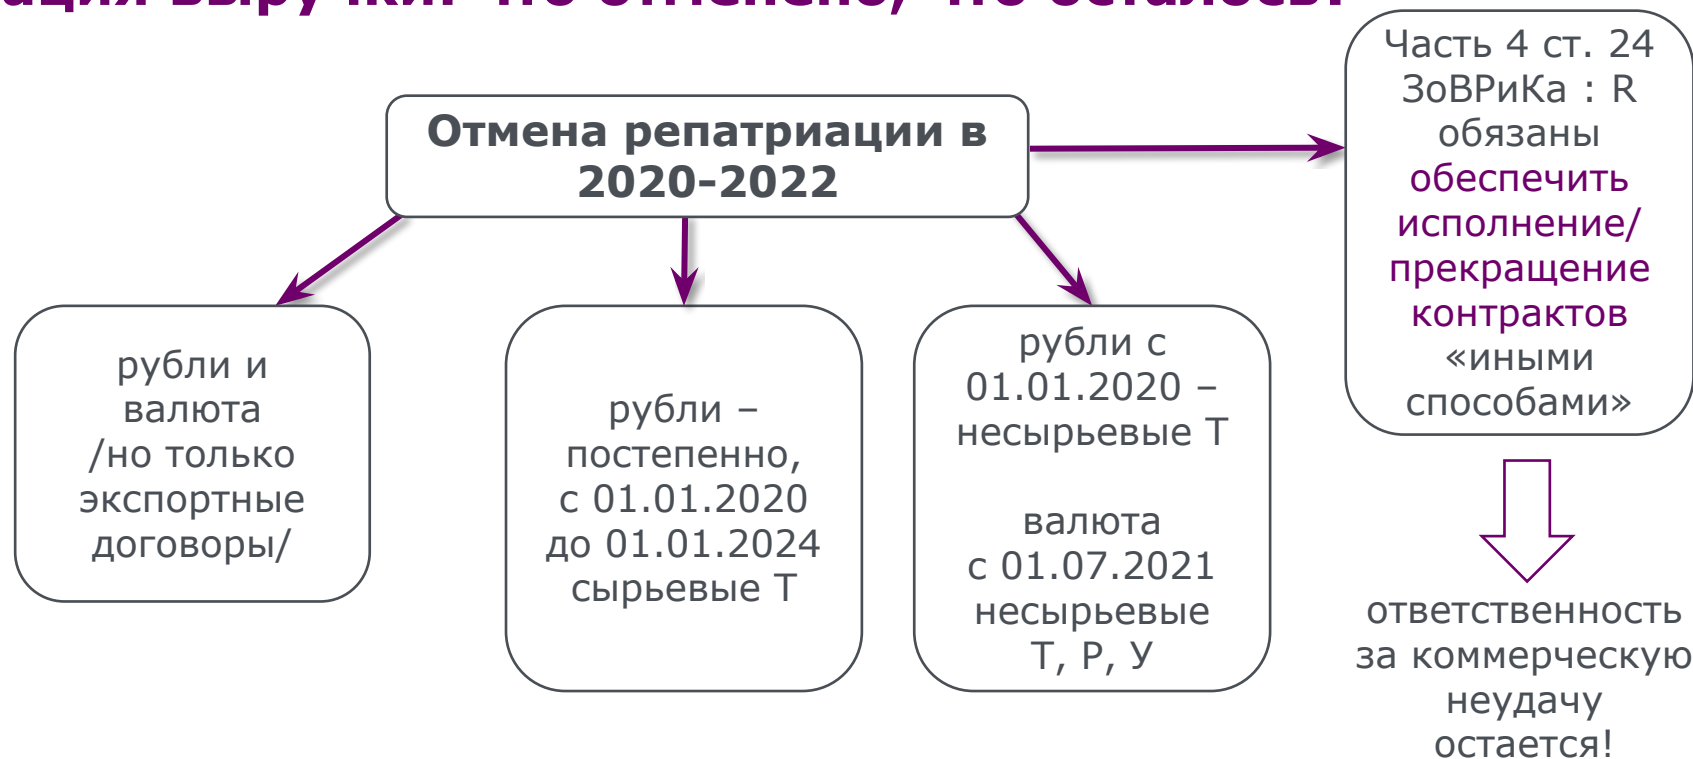 Отмена репатриации в
2020-2022
рубли и
валюта
/но только
экспортные
договоры/
рубли –
постепенно,
с 01.01.2020
до 01.01.2024
сырьевые Т
рубли с
01.01.2020 –
несырьевые Т
валюта
с 01.07.2021
несырьевые
Т, Р, У
Часть 4 ст. 24
ЗоВРиКа : R
обязаны
обеспечить
исполнение/
прекращение
контрактов
«иными
способами»
ответственность
за коммерческую
неудачу
остается!